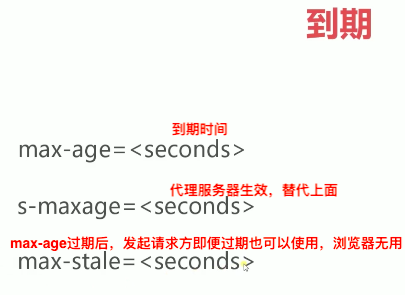 到期
到期时间
max-age=<seconds>
代理服务器生效，替代上面
s-maxage=<seconds>
max-age过期后，发起请求方即便过期也可以使用，浏览器无用
max-stale=<seconds>